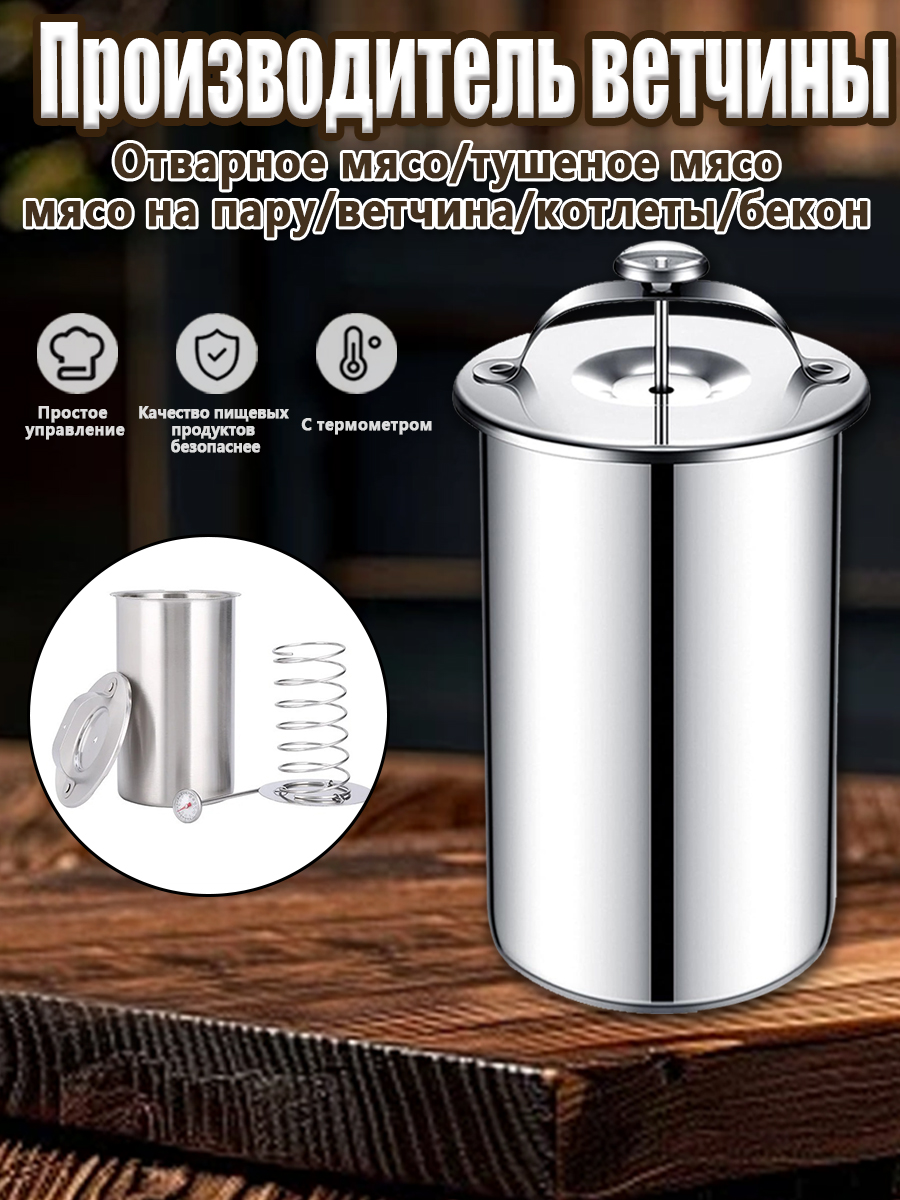 Производитель ветчины
Отварное мясо/тушеное мясо
мясо на пару/ветчина/котлеты/бекон
Простое
управление
Качество пищевых
продуктов
безопаснее
С термометром